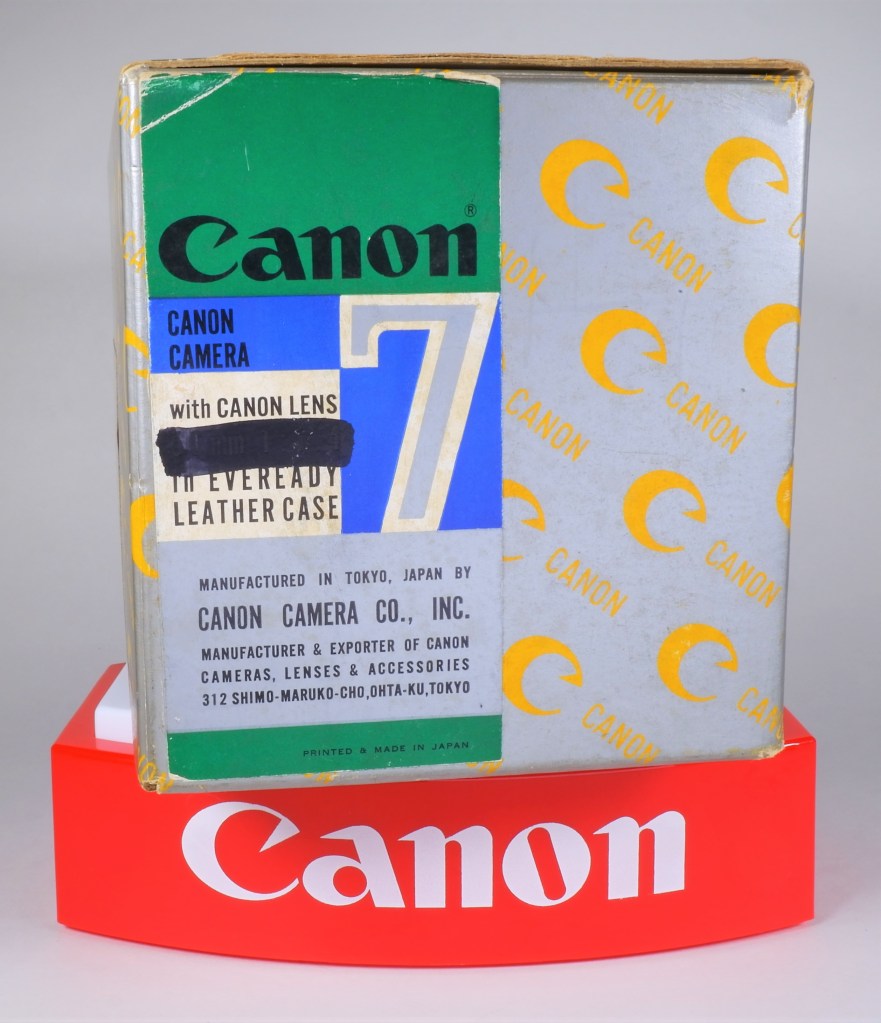 Canon®
CANON
CAMERA
7
with CANON LENS
in EVEREADY
LEATHER CASE
MANUFACTURED IN TOKYO, JAPAN BY
CANON CAMERA CO., INC.
MANUFACTURER & EXPORTER OF CANON
CAMERAS, LENSES & ACCESSORIES
312 SHIMO-MARUKO-CHO, OHTA-KU, TOKYO
PRINTED & MADE IN JAPAN
CANON
CANON
CANON
CANON
CANON
CANON
CANON
CANON
Canon